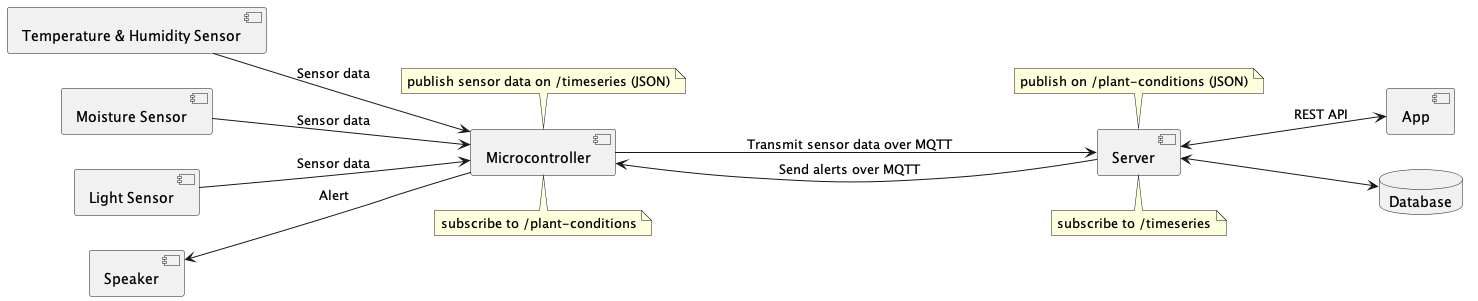 Temperature & Humidity Sensor
Sensor data
publish sensor data on /timeseries (JSON)
publish on /plant-conditions (JSON)
Moisture Sensor
Sensor data
REST API
App
Microcontroller
Transmit sensor data over MQTT
Server
Send alerts over MQTT
Light Sensor
Sensor data
Alert
Database
subscribe to /plant-conditions
subscribe to /timeseries
Speaker